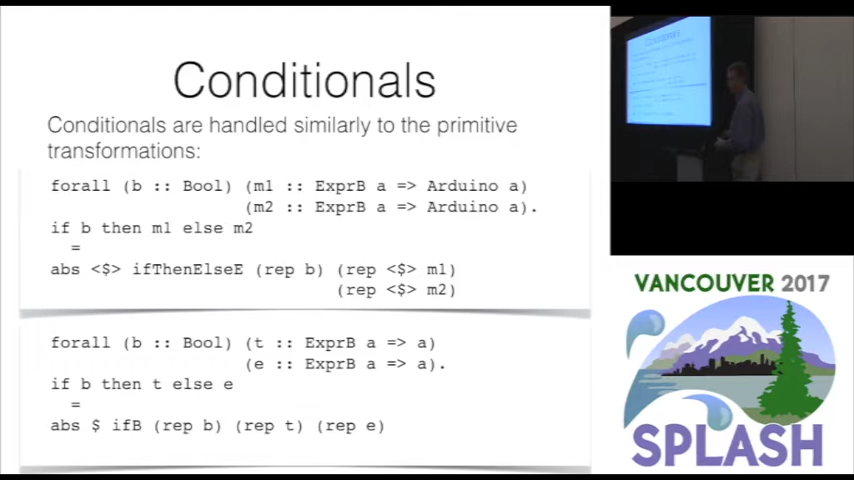 Conditionals
Conditionals are handled similarly to the primitive
transformations:
forall (b :: Bool) (m1 :: ExprB a => Arduino a)
(m2 :: ExprB a => Arduino a).
if b then m1 else m2
=
abs <$> ifThenElseE (rep b) (rep <$> m1)
(rep <$> m2)
forall (b :: Bool) (t :: ExprB a => a)
(e :: ExprB a => a).
if b then t else e
=
abs $ ifB (rep b) (rep t) (rep e)
VANCOUVER 2017
SPLASH